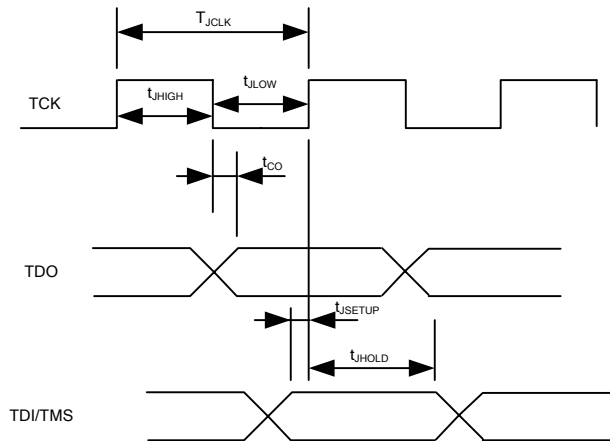 TJCLK
TCK
tJHIGH
tJLOW
tCO
TDO
tJSETUP
tJHOLD
TDI/TMS